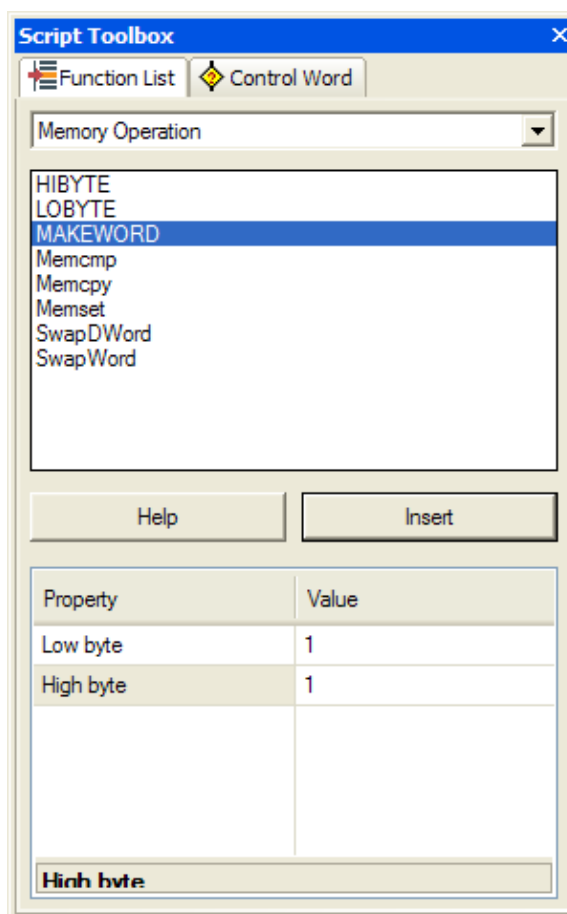 Script Toolbox
Function List Control Word
Memory Operation
HIBYTE
LOBYTE
MAKEWORD
Memcmp
Memcpy
Memset
SwapDWord
SwapWord
Help Insert
Property Value
Low byte 1
High byte 1
High byte